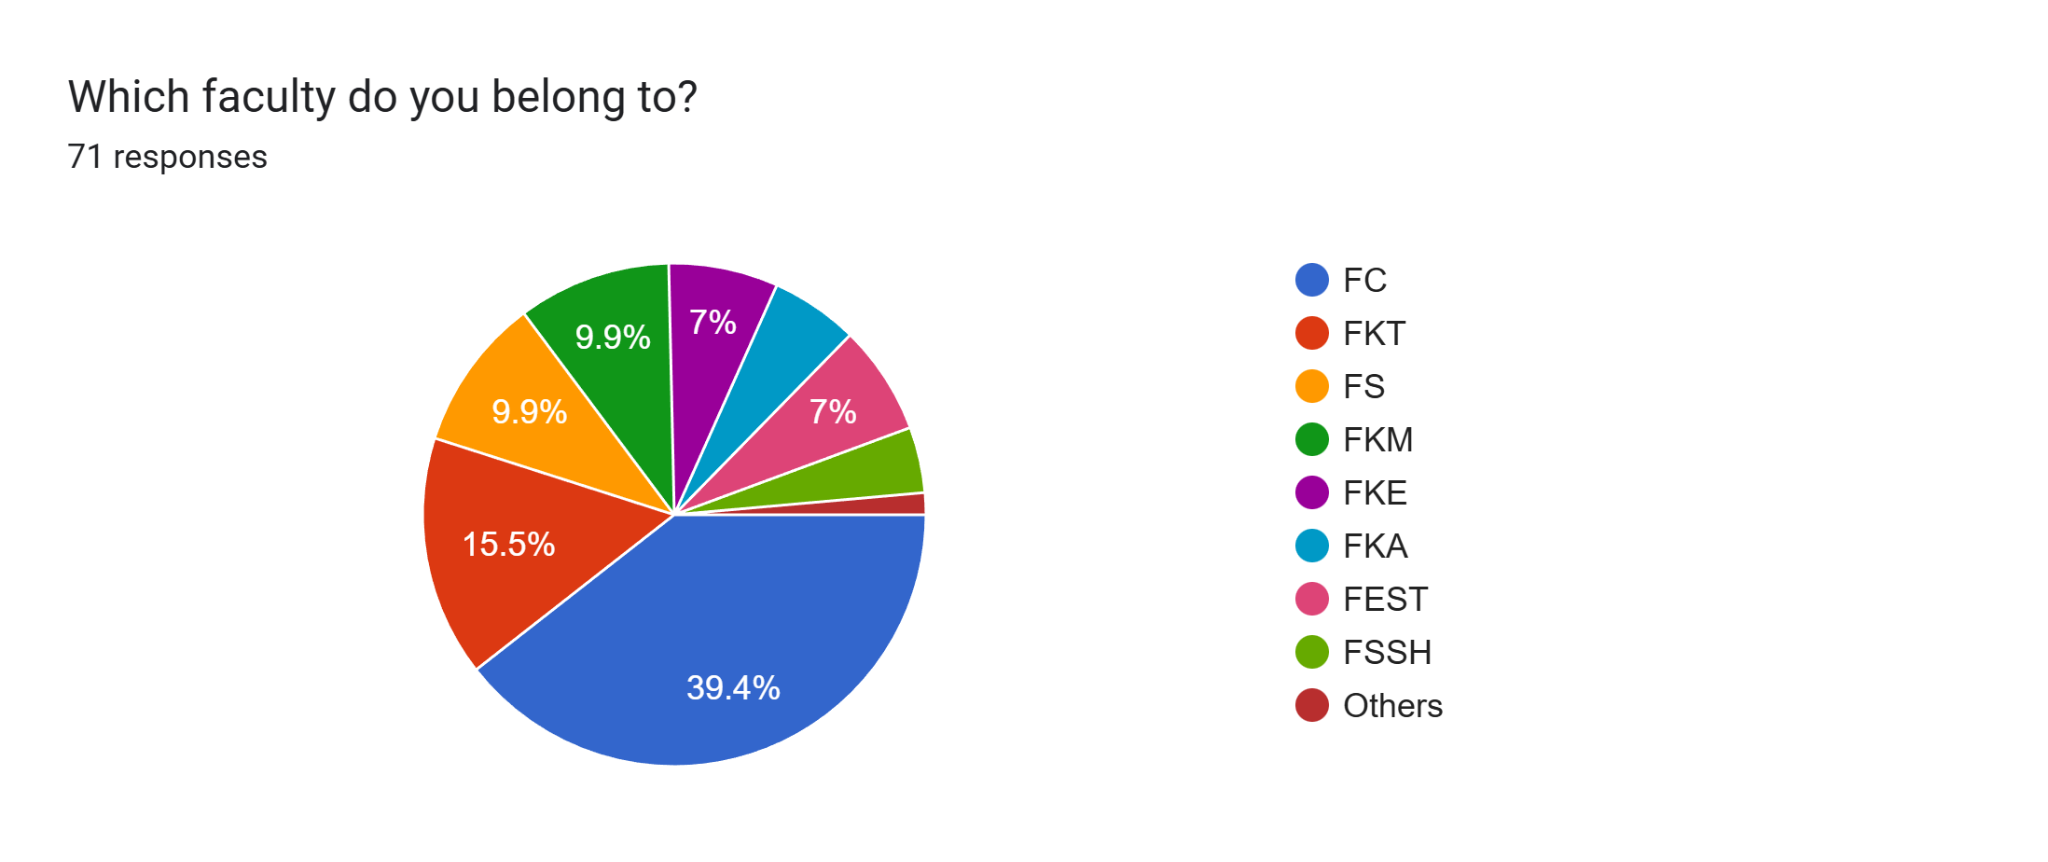 Which faculty do you belong to?
71 responses
FC
FKT
FS
FKM
FKE
FKA
FEST
FSSH
Others
9.9%
7%
9.9%
7%
15.5%
39.4%